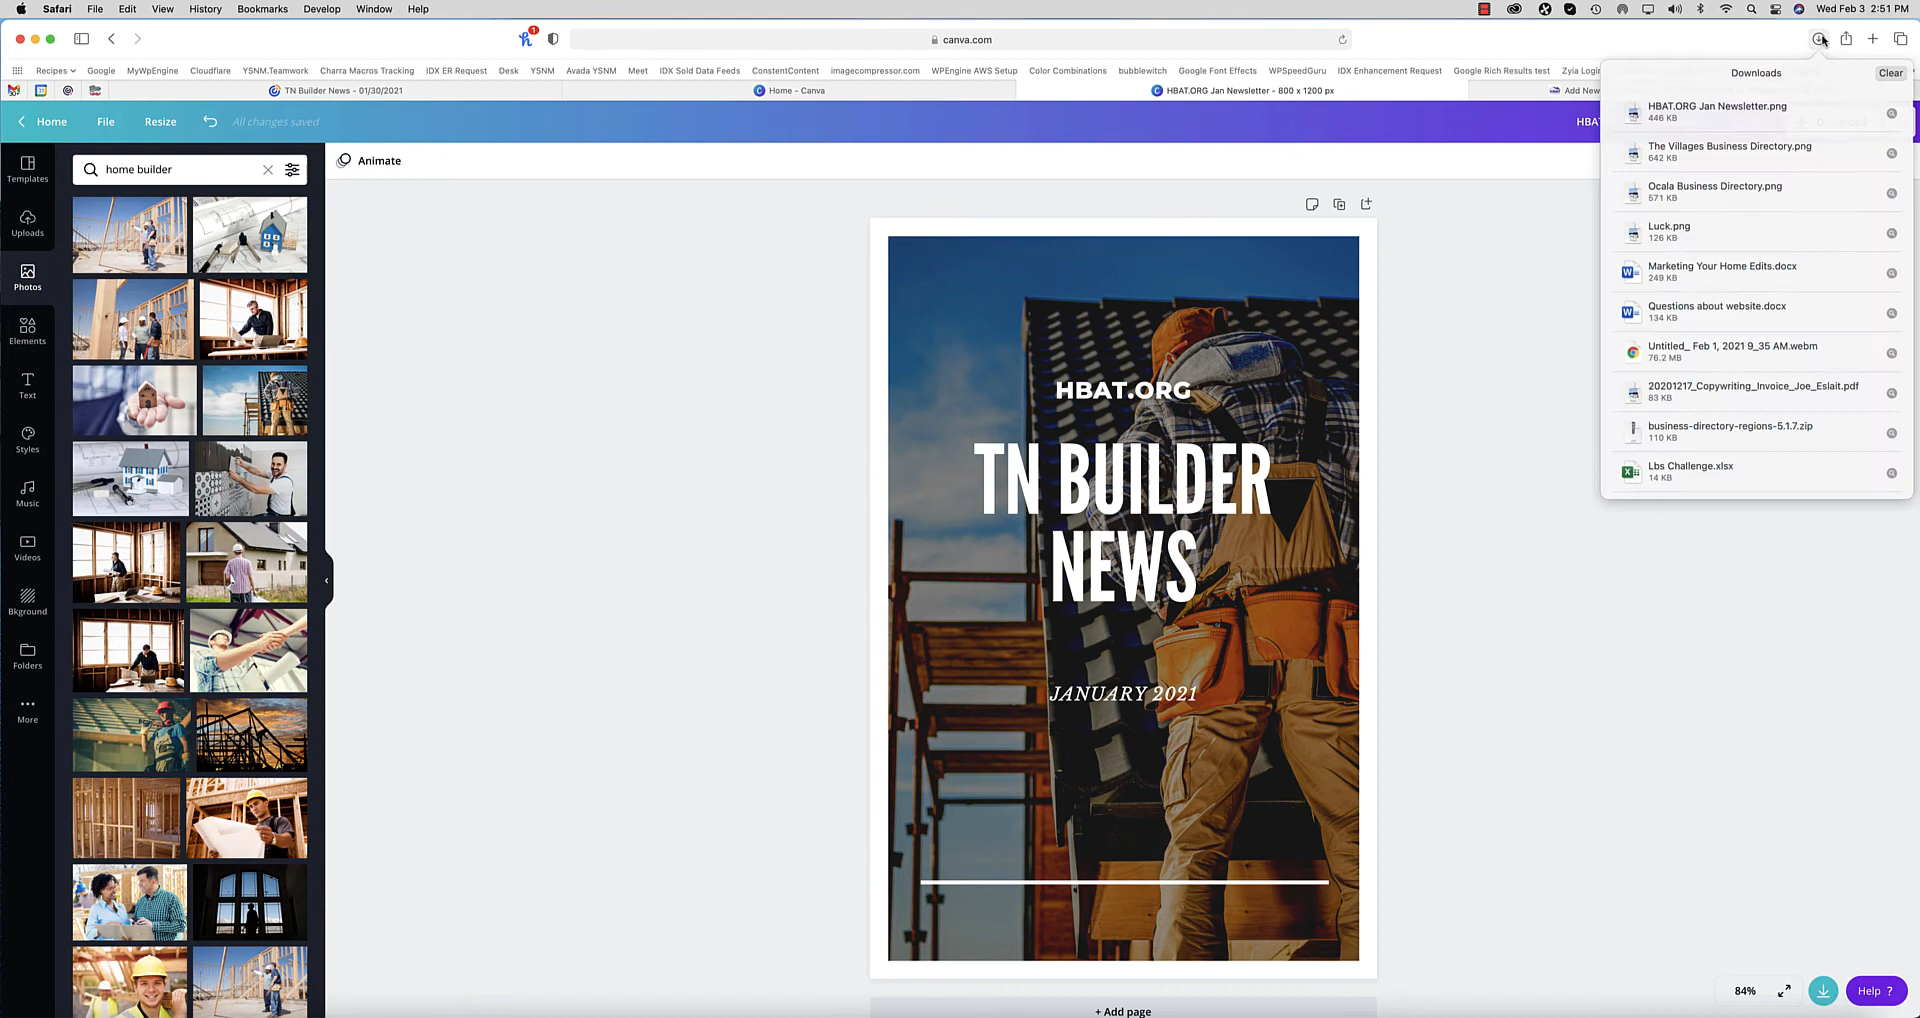 Safari File Edit View History Bookmarks Develop Window Help
Wed Feb 3 2:51 PM
1
canva.com
Recipes Google MyWpEngine Cloudflare YSNM.Teamwork Charra Macros Tracking IDX ER Request Desk YSNM Avada YSNM Meet IDX Sold Data Feeds ConstentContent imagecompressor.com WPEngine AWS Setup Color Combinations bubblewitch Google Font Effects WPSpeedGuru IDX Enhancement Request Google Rich Results test Zyia Login
TN Builder News - 01/30/2021
Home - Canva
HBAT.ORG Jan Newsletter - 800 x 1200 px
Add New
Home File Resize All changes saved
HBAT
Downloads
Clear
HBAT.ORG Jan Newsletter.png
446 KB
The Villages Business Directory.png
642 KB
Ocala Business Directory.png
571 KB
Luck.png
126 KB
Marketing Your Home Edits.docx
249 KB
Questions about website.docx
134 KB
Untitled_ Feb 1, 2021 9_35 AM.webm
76.2 MB
20201217_Copywriting_Invoice_Joe_Eslait.pdf
83 KB
business-directory-regions-5.1.7.zip
110 KB
Lbs Challenge.xlsx
14 KB
Templates
Uploads
Photos
Elements
Text
Styles
Music
Videos
Bkground
Folders
More
home builder
Animate
HBAT.ORG
TN BUILDER
NEWS
JANUARY 2021
+ Add page
84%
Help ?